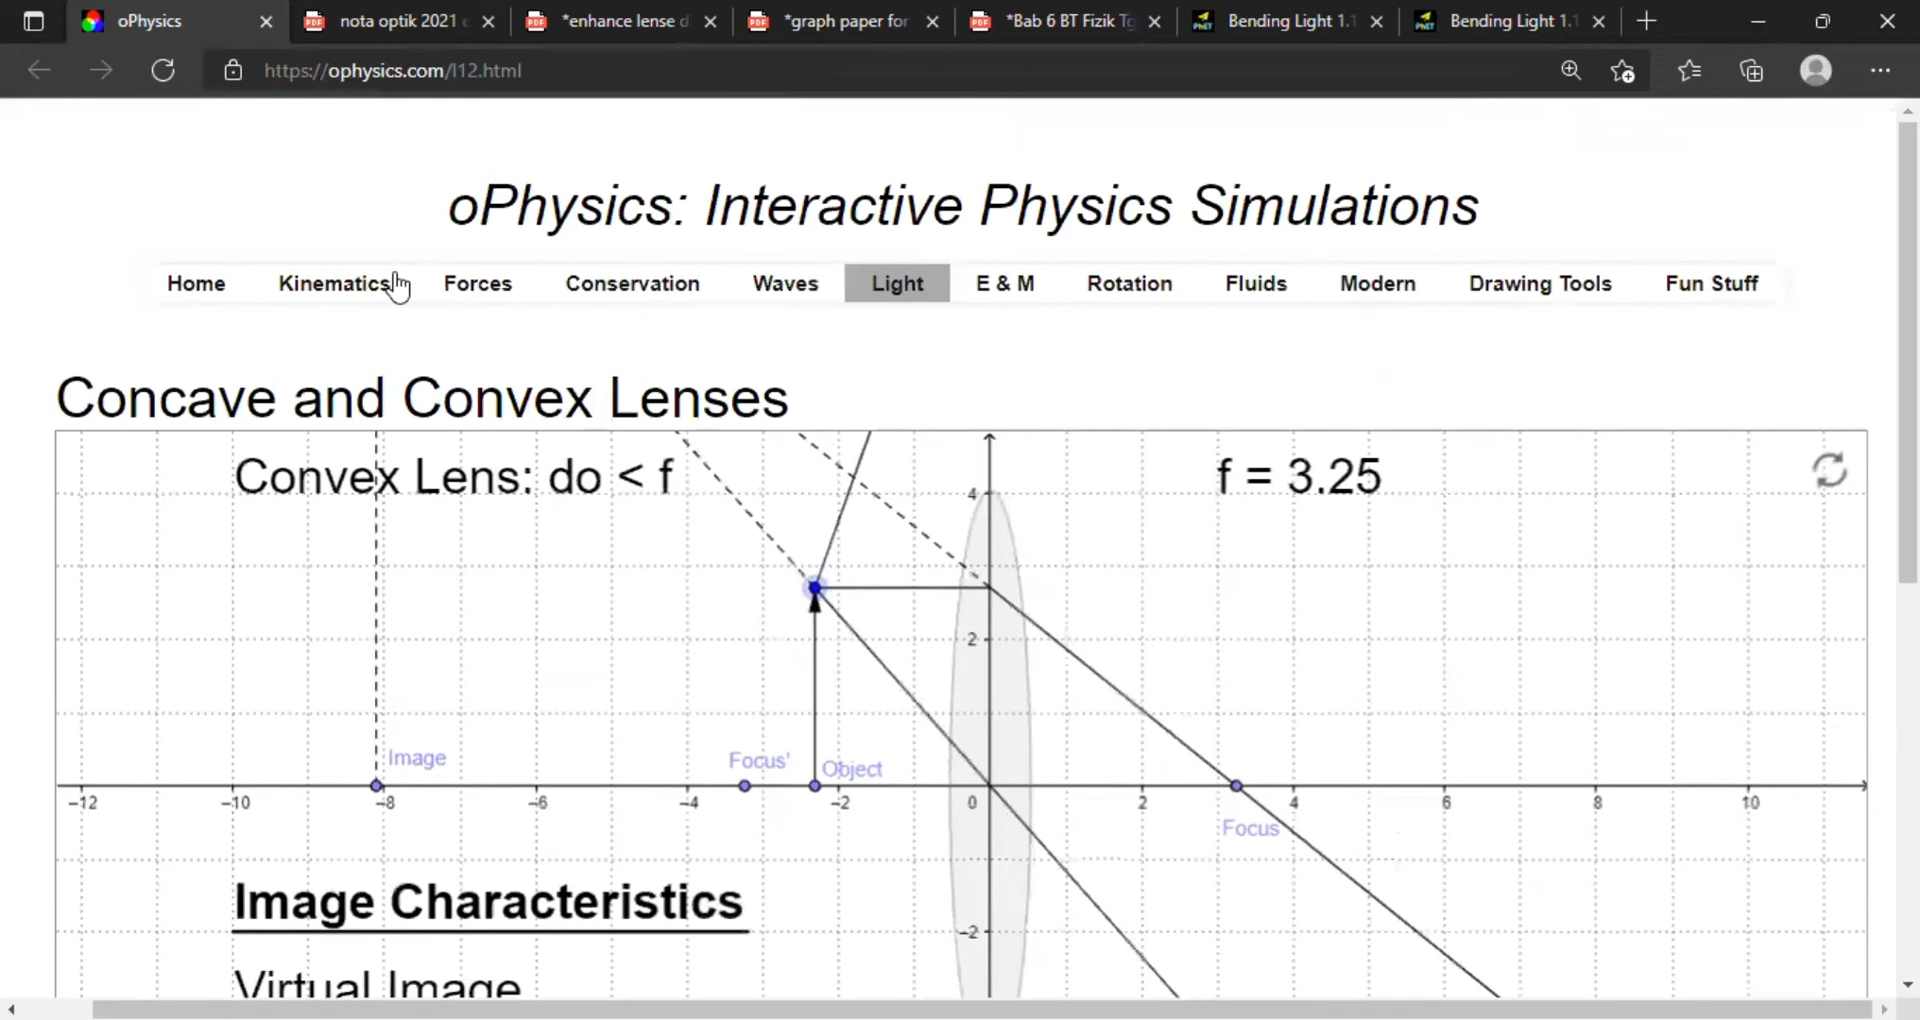 oPhysics
nota optik 2021 e
*enhance lense d
*graph paper for
*Bab 6 BT Fizik Tg
Bending Light 1.1
Bending Light 1.1
https://ophysics.com/l12.html
oPhysics: Interactive Physics Simulations
Home Kinematics Forces Conservation Waves Light E & M Rotation Fluids Modern Drawing Tools Fun Stuff
Concave and Convex Lenses
Convex Lens: do < f
f = 3.25
4
2
Image
Focus'
Object
-12 -10 -8 -6 -4 -2 0 2 4 6 8 10
Focus
Image Characteristics
-2
Virtual Image